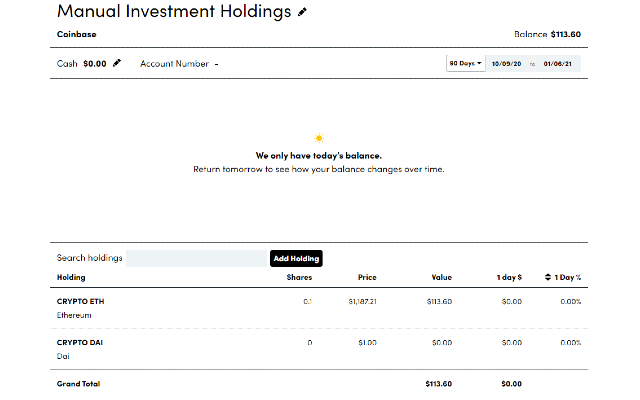 Manual Investment Holdings
Coinbase
Balance $113.60
Cash $0.00
Account Number -
90 Days
10/09/20 to 01/06/21
We only have today's balance.
Return tomorrow to see how your balance changes over time.
Search holdings Add Holding
Holding Shares Price Value 1 day $ 1 Day %
CRYPTO ETH 0.1 $1,187.21 $113.60 $0.00 0.00%
Ethereum
CRYPTO DAI 0 $1.00 $0.00 $0.00 0.00%
Dai
Grand Total $113.60 $0.00